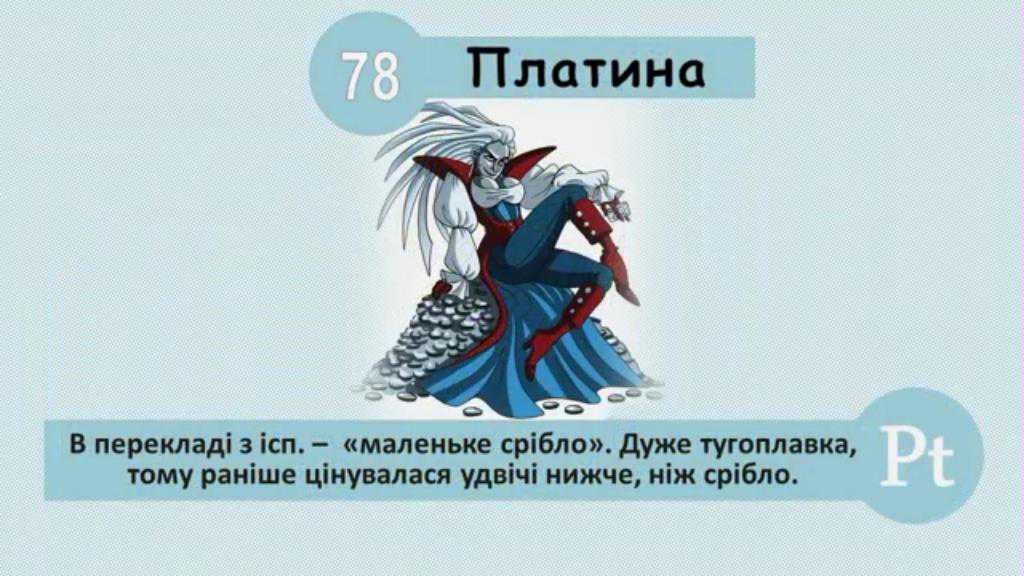 78
Платина
В перекладі з ісп. – «маленьке срібло». Дуже тугоплавка,
тому раніше цінувалася удвічі нижче, ніж срібло.
Pt